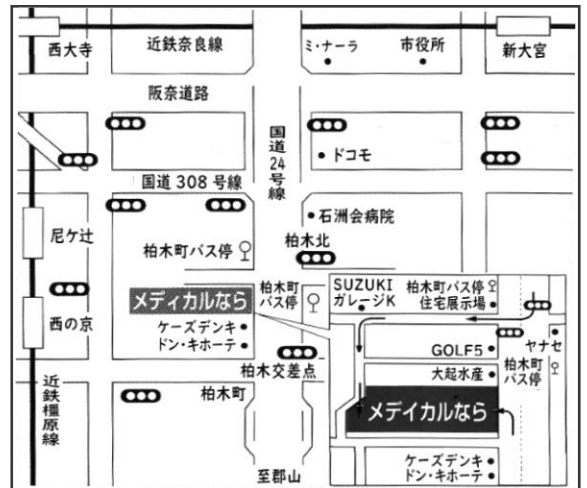 西大寺
近鉄奈良線
ミ・ナーラ
市役所
新大宮
阪奈道路
国道24号線
ドコモ
国道308号線
石洲会病院
尼ケ辻
柏木町バス停
柏木北
メディカルなら
柏木町
バス停
西の京
ケーズデンキ
ドン・キホーテ
柏木交差点
近鉄橿原線
柏木町
至郡山
SUZUKI
ガレージK
柏木町バス停
住宅展示場
ヤナセ
GOLF5
柏木町
バス停
大起水産
メデイカルなら
ケーズデンキ
ドン・キホーテ